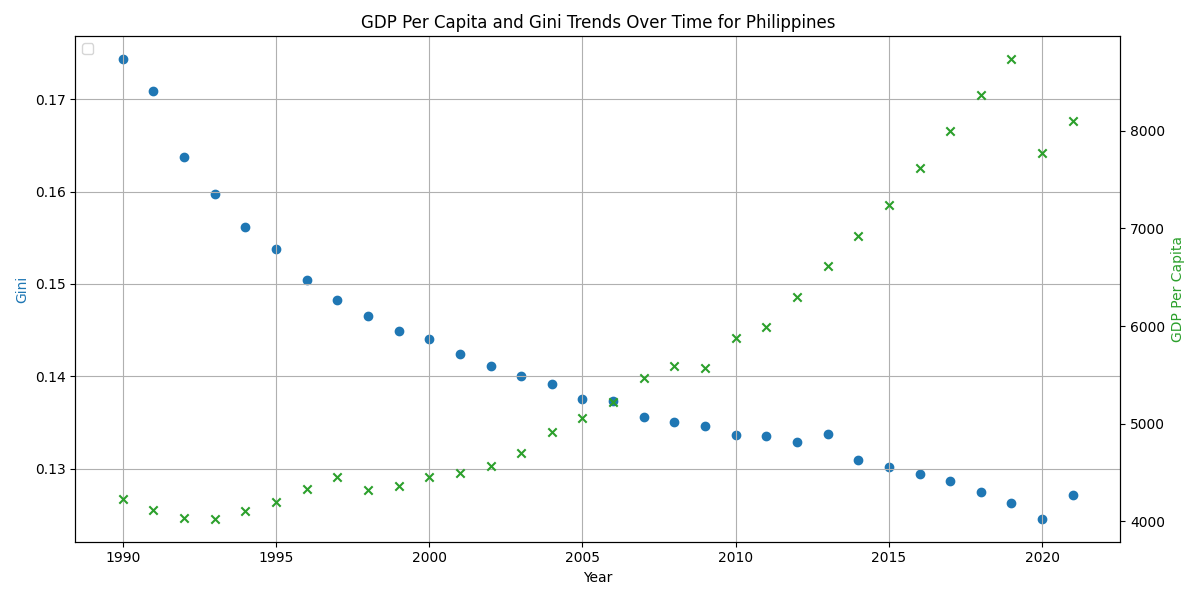 GDP Per Capita and Gini Trends Over Time for Philippines
0.17
0.16
0.15
0.14
0.13
Gini
8000
7000
6000
5000
4000
GDP Per Capita
1990 1995 2000 2005 2010 2015 2020
Year